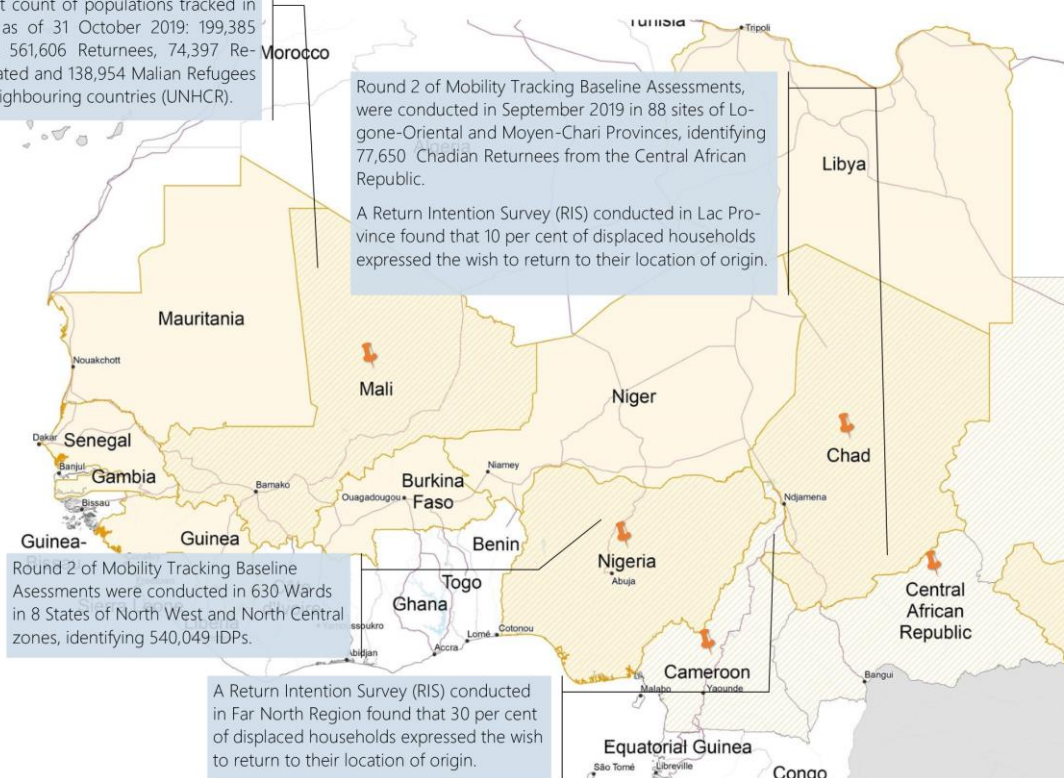 t count of populations tracked in
as of 31 October 2019: 199,385
561,606 Returnees, 74,397 Re-
ated and 138,954 Malian Refugees
ighbouring countries (UNHCR).
Tunisia
Tripoli
Morocco
Round 2 of Mobility Tracking Baseline Assessments,
were conducted in September 2019 in 88 sites of Lo-
gone-Oriental and Moyen-Chari Provinces, identifying
77,650 Chadian Returnees from the Central African
Republic.
A Return Intention Survey (RIS) conducted in Lac Pro-
vince found that 10 per cent of displaced households
expressed the wish to return to their location of origin.
Algeria
Libya
Mauritania
Nouakchott
Mali
Niger
Chad
Dakar
Senegal
Banjul
Gambia
Bissau
Bamako
Niamey
Burkina
Faso
Ouagadougou
Ndjamena
Guinea-
Guinea
Benin
Nigeria
Abuja
Central
African
Republic
Round 2 of Mobility Tracking Baseline
Asessments were conducted in 630 Wards
in 8 States of North West and North Central
zones, identifying 540,049 IDPs.
Sierra Leone
Liberia
Togo
Ghana
ssoukro
Abidjan
Accra
Lomé
Cotonou
A Return Intention Survey (RIS) conducted
in Far North Region found that 30 per cent
of displaced households expressed the wish
to return to their location of origin.
Cameroon
Malabo
Yaounde
Bangui
Equatorial Guinea
São Tomé
Libreville
Congo